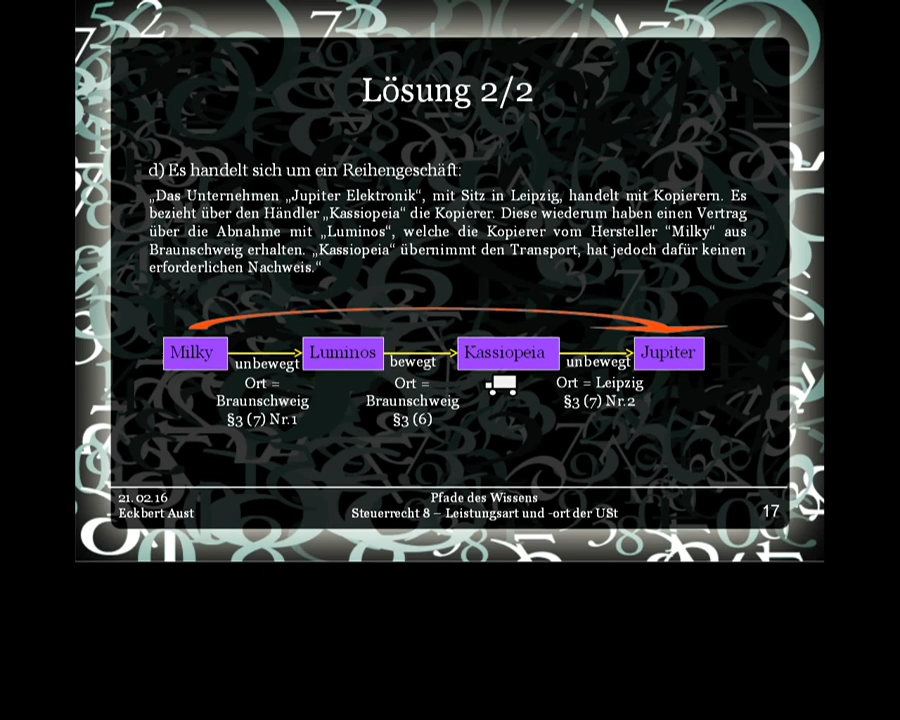 Lösung 2/2
d) Es handelt sich um ein Reihengeschäft:
„Das Unternehmen „Jupiter Elektronik“, mit Sitz in Leipzig, handelt mit Kopierern. Es
bezieht über den Händler „Kassiopeia“ die Kopierer. Diese wiederum haben einen Vertrag
über die Abnahme mit „Luminos“, welche die Kopierer vom Hersteller “Milky“ aus
Braunschweig erhalten. „Kassiopeia“ übernimmt den Transport, hat jedoch dafür keinen
erforderlichen Nachweis.“
Milky
unbewegt
Luminos
bewegt
Kassiopeia
unbewegt
Jupiter
Ort =
Braunschweig
§3 (7) Nr.1
Ort =
Braunschweig
§3 (6)
Ort = Leipzig
§3 (7) Nr.2
21.02.16
Eckbert Aust
Pfade des Wissens
Steuerrecht 8 – Leistungsart und -ort der USt
17